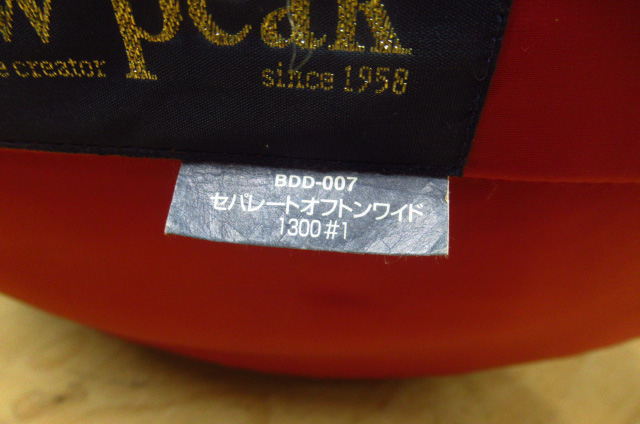 w peak
e creator
since 1958
BDD-007
セパレートオフトンワイド
1300#1